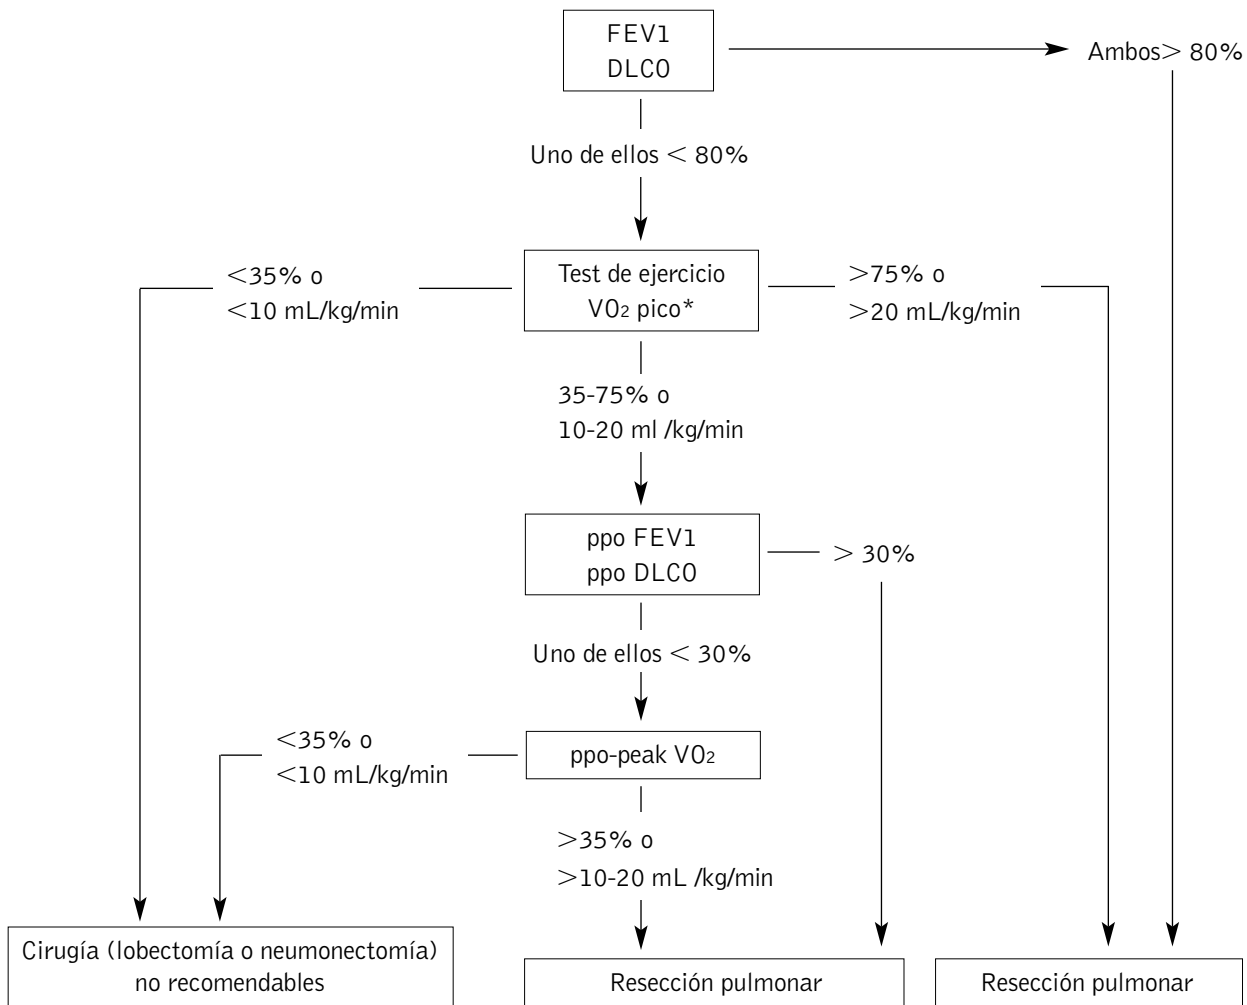 FEV1
DLCO
Ambos> 80%
Uno de ellos < 80%
Test de ejercicio
VO2 pico*
<35% o
<10 mL/kg/min
>75% o
>20 mL/kg/min
35-75% o
10-20 ml /kg/min
ppo FEV1
ppo DLCO
> 30%
Uno de ellos < 30%
ppo-peak VO2
<35% o
<10 mL/kg/min
>35% o
>10-20 mL /kg/min
Cirugía (lobectomía o neumonectomía)
no recomendables
Resección pulmonar
Resección pulmonar